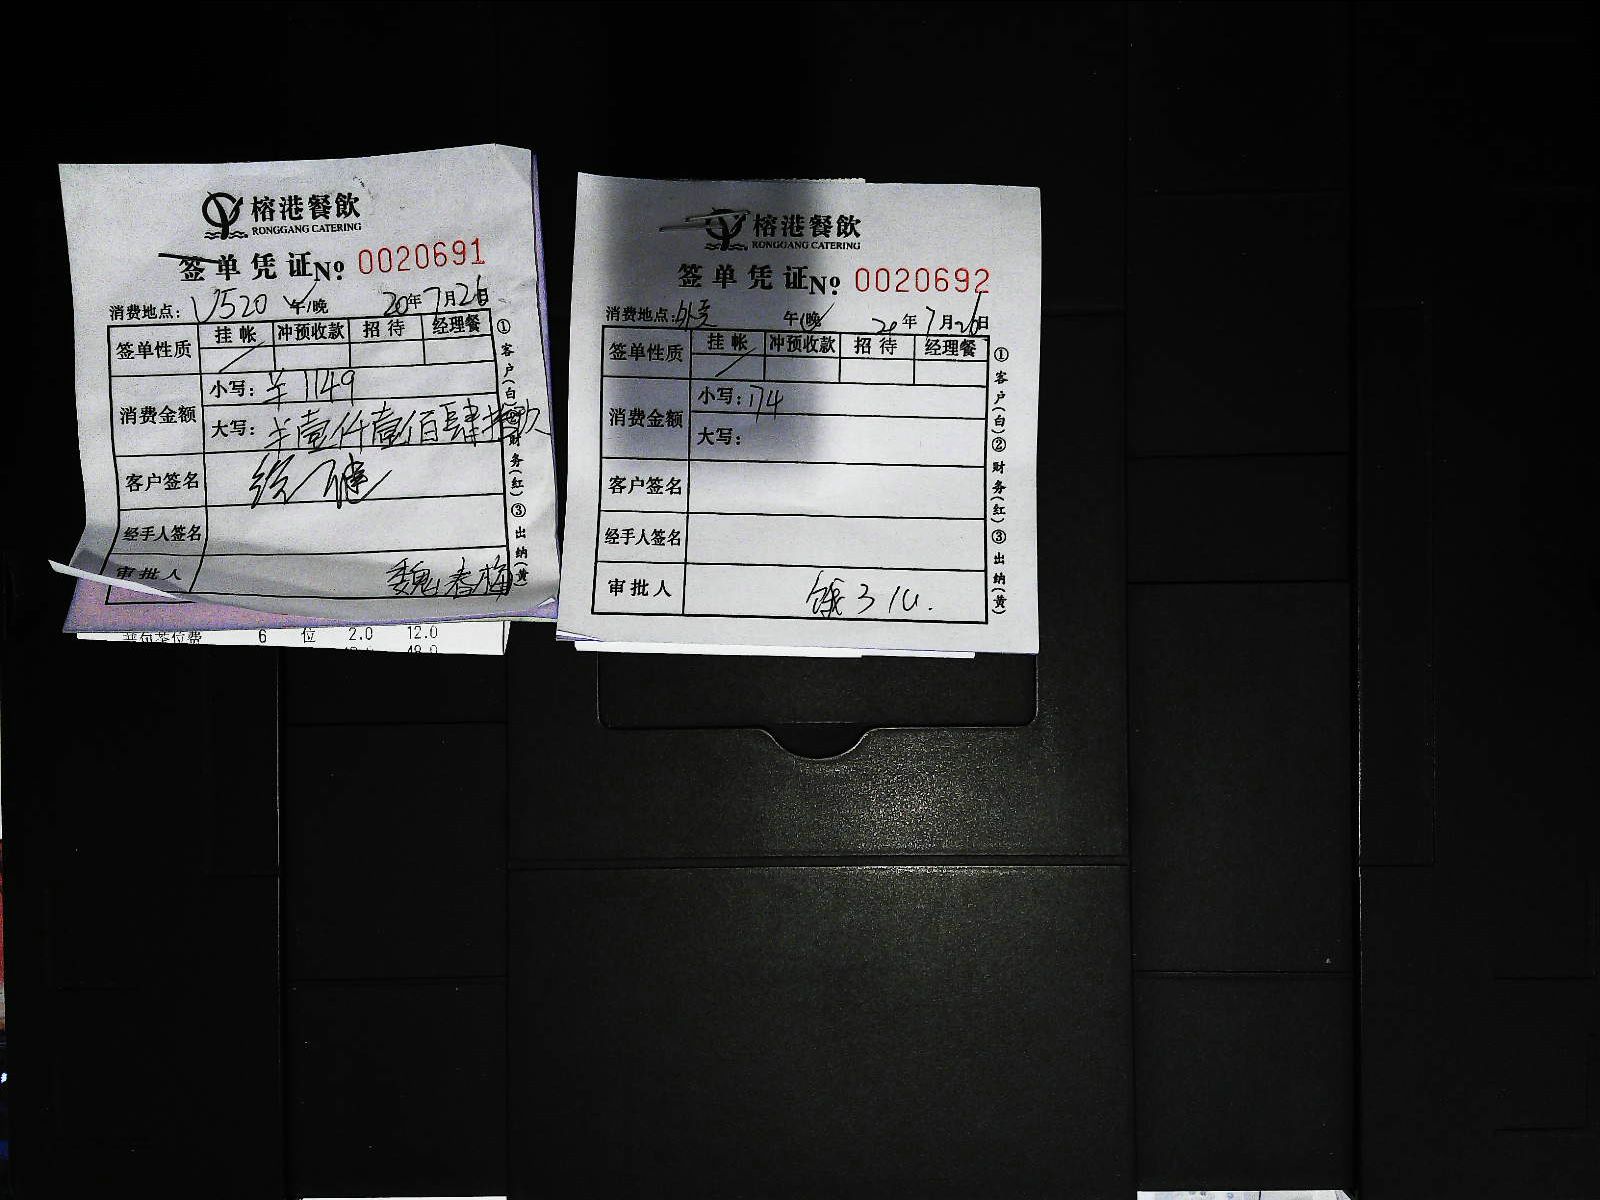 榕港餐飲
RONGGANG CATERING
签单凭证 No. 0020691
消费地点: V520 午/晚 20年7月26日
签单性质 挂帐 冲预收款 招待 经理餐
消费金额
小写: ¥1149
大写: 半壹仟壹佰肆拾玖
客户签名
经手人签名
审批人 魏春梅
①客户(白)②财务(红)③出纳(黄)
6 位 2.0 12.0
48.0
榕港餐飲
RONGGANG CATERING
签单凭证 No. 0020692
消费地点: 外卖 午/晚 20年7月26日
签单性质 挂帐 冲预收款 招待 经理餐
消费金额
小写: 174
大写:
客户签名
经手人签名
审批人
①客户(白)②财务(红)③出纳(黄)